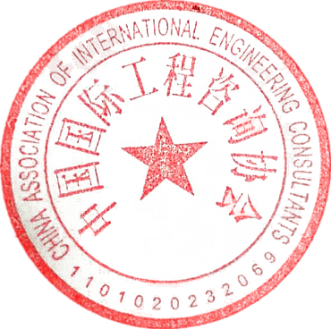 CHINA ASSOCIATION OF INTERNATIONAL ENGINEERING CONSULTANTS
中国国际工程咨询协会
1101020232069